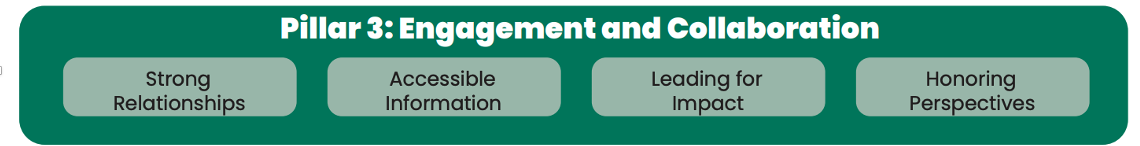 Pillar 3: Engagement and Collaboration
Strong
Relationships
Accessible
Information
Leading for
Impact
Honoring
Perspectives